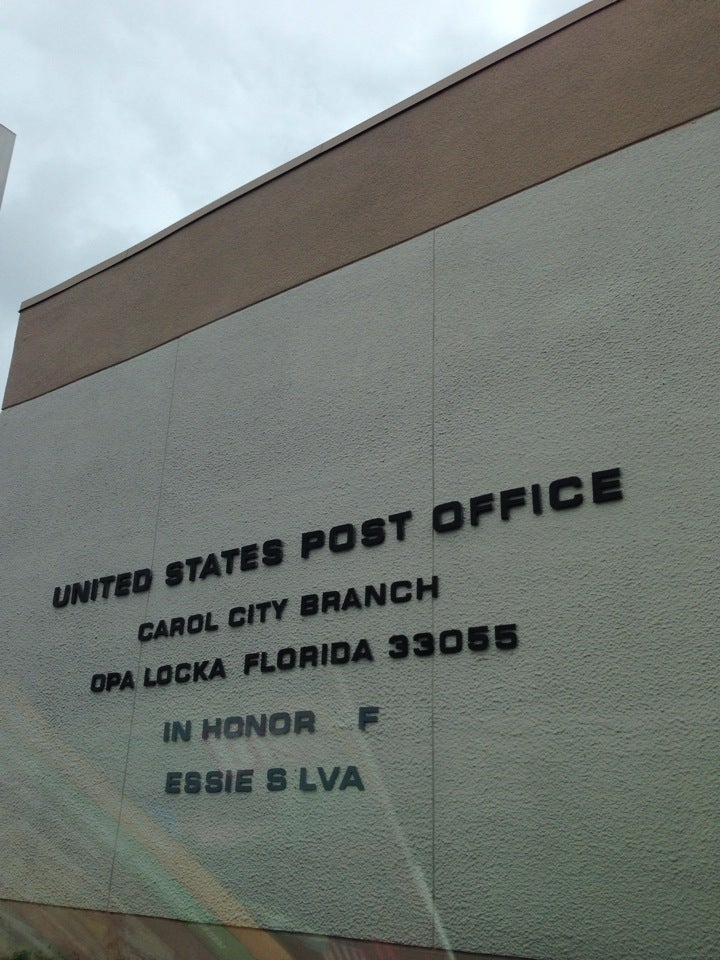 UNITED STATES POST OFFICE
CAROL CITY BRANCH
OPA LOCKA FLORIDA 33055
IN HONOR F
ESSIE S LVA